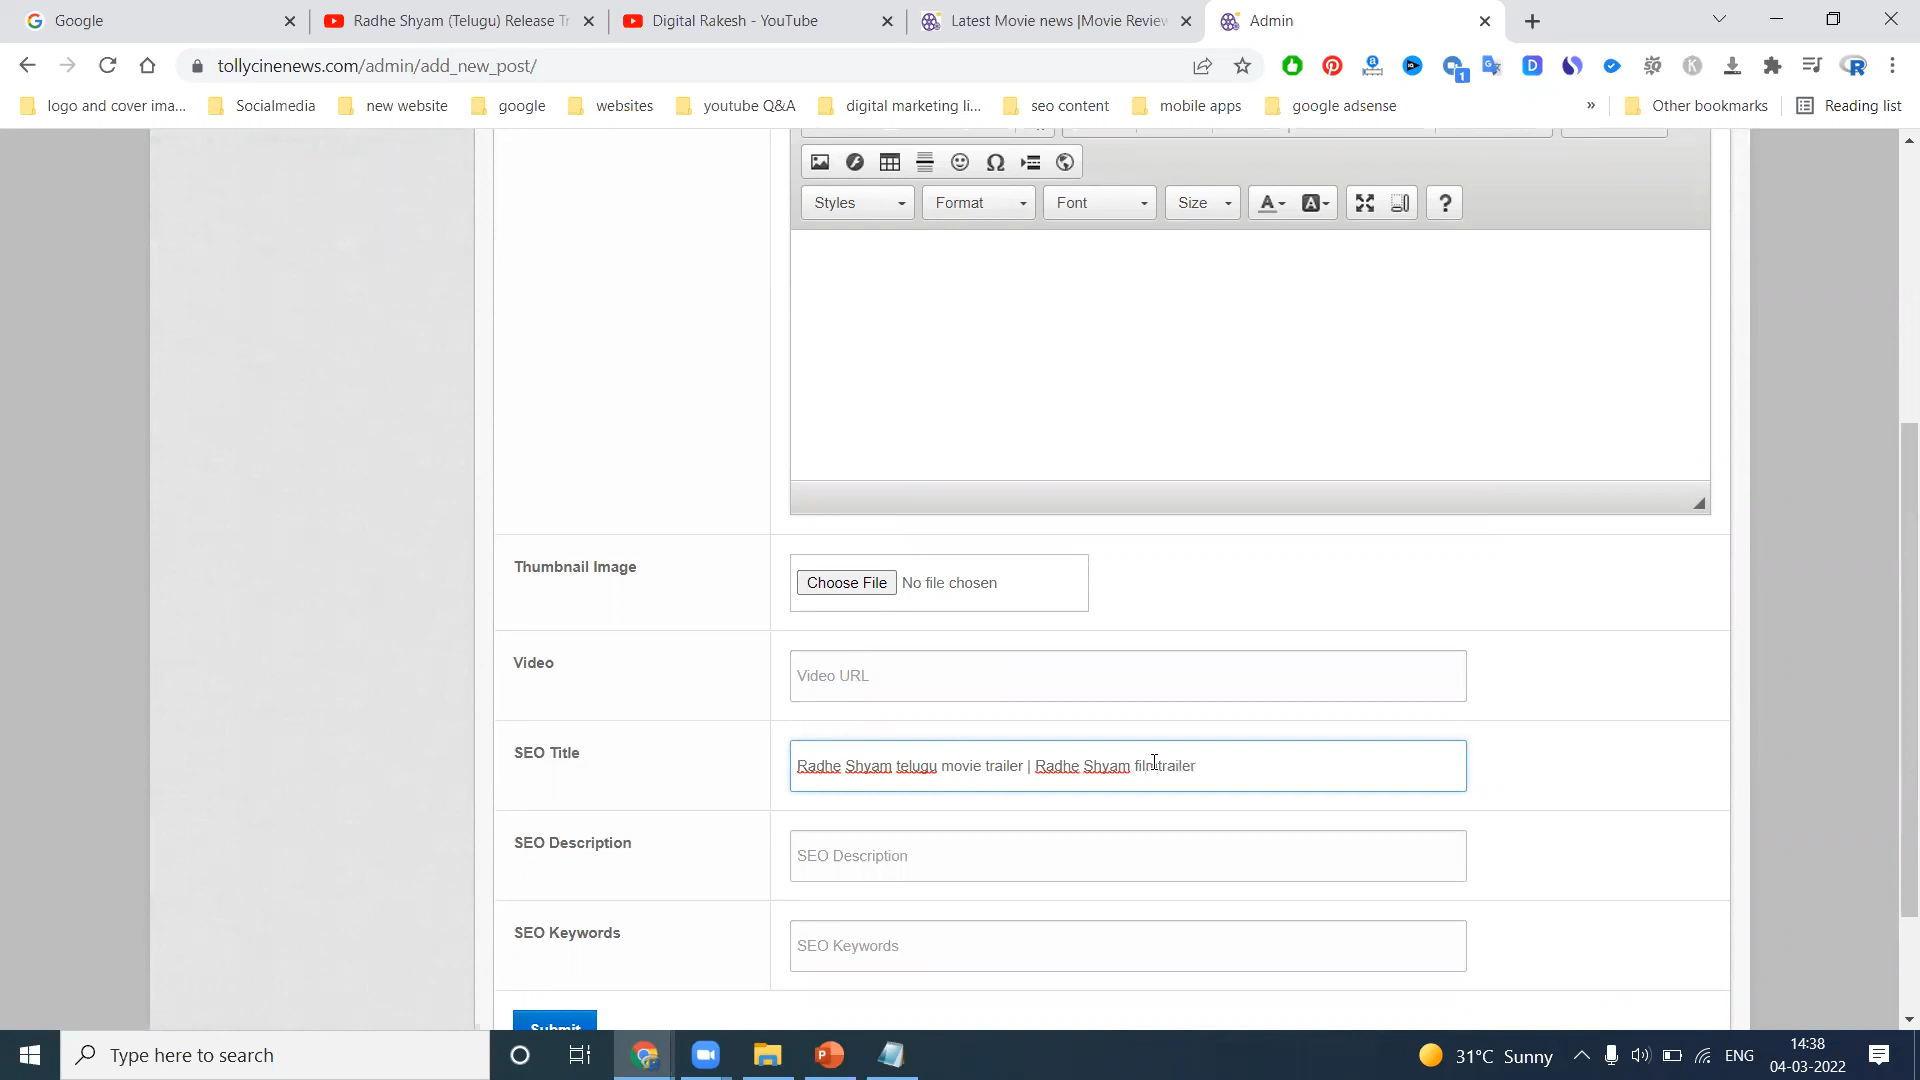 Google
Radhe Shyam (Telugu) Release Tr
Digital Rakesh - YouTube
Latest Movie news |Movie Review
Admin
tollycinenews.com/admin/add_new_post/
logo and cover ima...
Socialmedia
new website
google
websites
youtube Q&A
digital marketing li...
seo content
mobile apps
google adsense
»
Other bookmarks
Reading list
Styles
Format
Font
Size
Thumbnail Image
Choose File No file chosen
Video
Video URL
SEO Title
Radhe Shyam telugu movie trailer | Radhe Shyam film trailer
SEO Description
SEO Description
SEO Keywords
SEO Keywords
Submit
Type here to search
31°C Sunny
ENG
14:38
04-03-2022